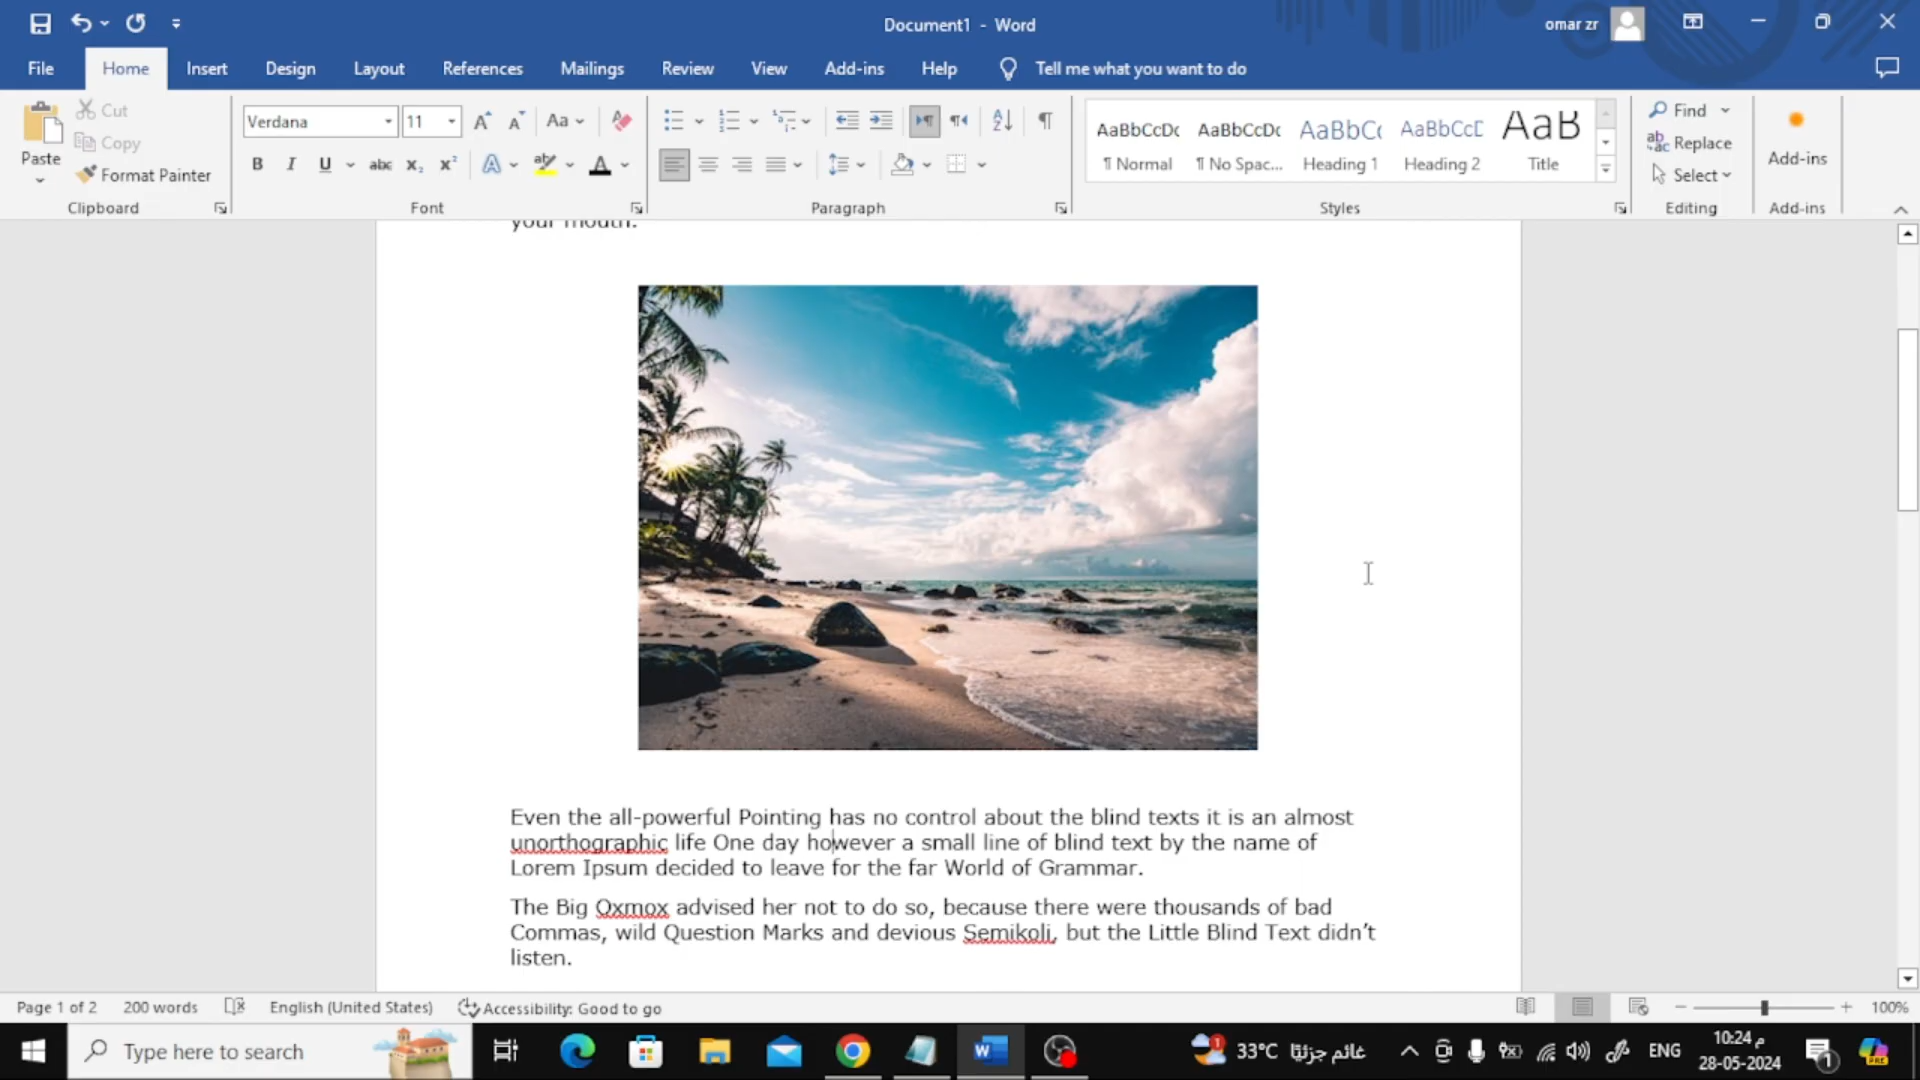 Document1 - Word
omar zr
File Home Insert Design Layout References Mailings Review View Add-ins Help Tell me what you want to do
Paste
Cut
Copy
Format Painter
Clipboard
Verdana 11
Font
Paragraph
AaBbCcDc AaBbCcDc AaBbCc AaBbCcD AaB
¶ Normal ¶ No Spac... Heading 1 Heading 2 Title
Styles
Find
Replace
Select
Editing
Add-ins
Add-ins
your mouth.
Even the all-powerful Pointing has no control about the blind texts it is an almost
unorthographic life One day however a small line of blind text by the name of
Lorem Ipsum decided to leave for the far World of Grammar.
The Big Oxmox advised her not to do so, because there were thousands of bad
Commas, wild Question Marks and devious Semikoli, but the Little Blind Text didn’t
listen.
Page 1 of 2 200 words English (United States) Accessibility: Good to go 100%
Type here to search
33°C غائم جزئيًا
ENG
10:24 م
28-05-2024
1
PRE